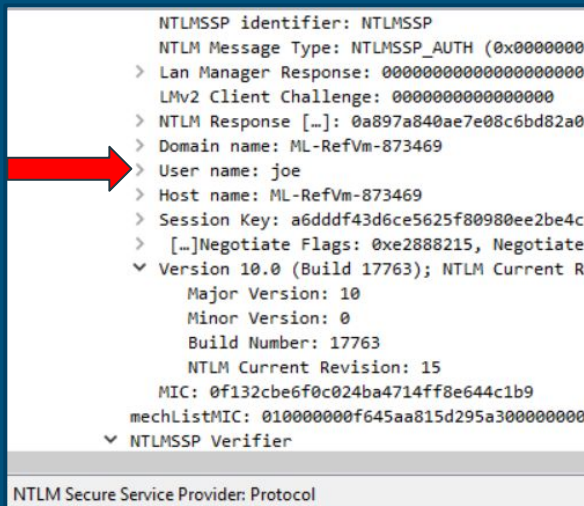 NTLMSSP identifier: NTLMSSP
NTLM Message Type: NTLMSSP_AUTH (0x0000000
> Lan Manager Response: 00000000000000000000
LMv2 Client Challenge: 0000000000000000
> NTLM Response […]: 0a897a840ae7e08c6bd82a0
> Domain name: ML-RefVm-873469
> User name: joe
> Host name: ML-RefVm-873469
> Session Key: a6dddf43d6ce5625f80980ee2be4c
> […]Negotiate Flags: 0xe2888215, Negotiate
Version 10.0 (Build 17763); NTLM Current R
Major Version: 10
Minor Version: 0
Build Number: 17763
NTLM Current Revision: 15
MIC: 0f132cbe6f0c024ba4714ff8e644c1b9
mechListMIC: 010000000f645aa815d295a300000000
NTLMSSP Verifier
NTLM Secure Service Provider: Protocol